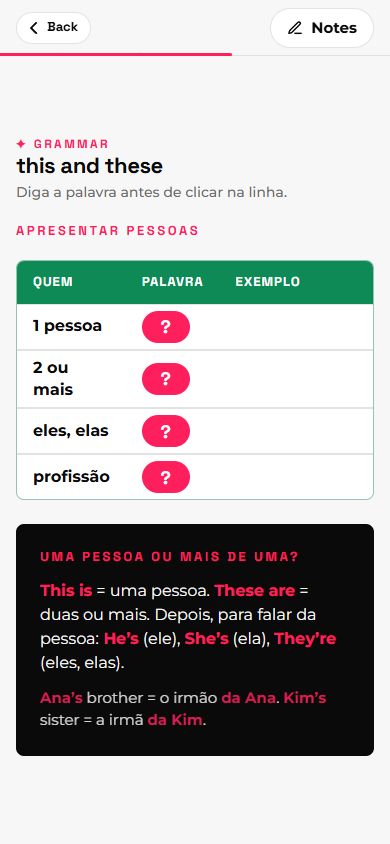 Back
Notes
✦ GRAMMAR
this and these
Diga a palavra antes de clicar na linha.
APRESENTAR PESSOAS
QUEM PALAVRA EXEMPLO
1 pessoa ?
2 ou
mais ?
eles, elas ?
profissão ?
UMA PESSOA OU MAIS DE UMA?
This is = uma pessoa. These are =
duas ou mais. Depois, para falar da
pessoa: He’s (ele), She’s (ela), They’re
(eles, elas).
Ana’s brother = o irmão da Ana. Kim’s
sister = a irmã da Kim.